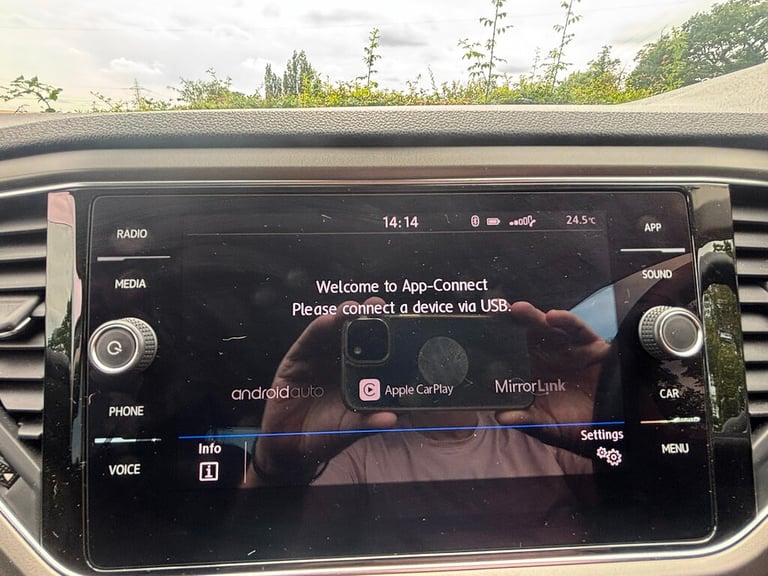 14:14
24.5°C
RADIO
MEDIA
PHONE
VOICE
Welcome to App-Connect
Please connect a device via USB.
androidauto
Apple CarPlay
MirrorLink
Info
i
Settings
APP
SOUND
CAR
MENU